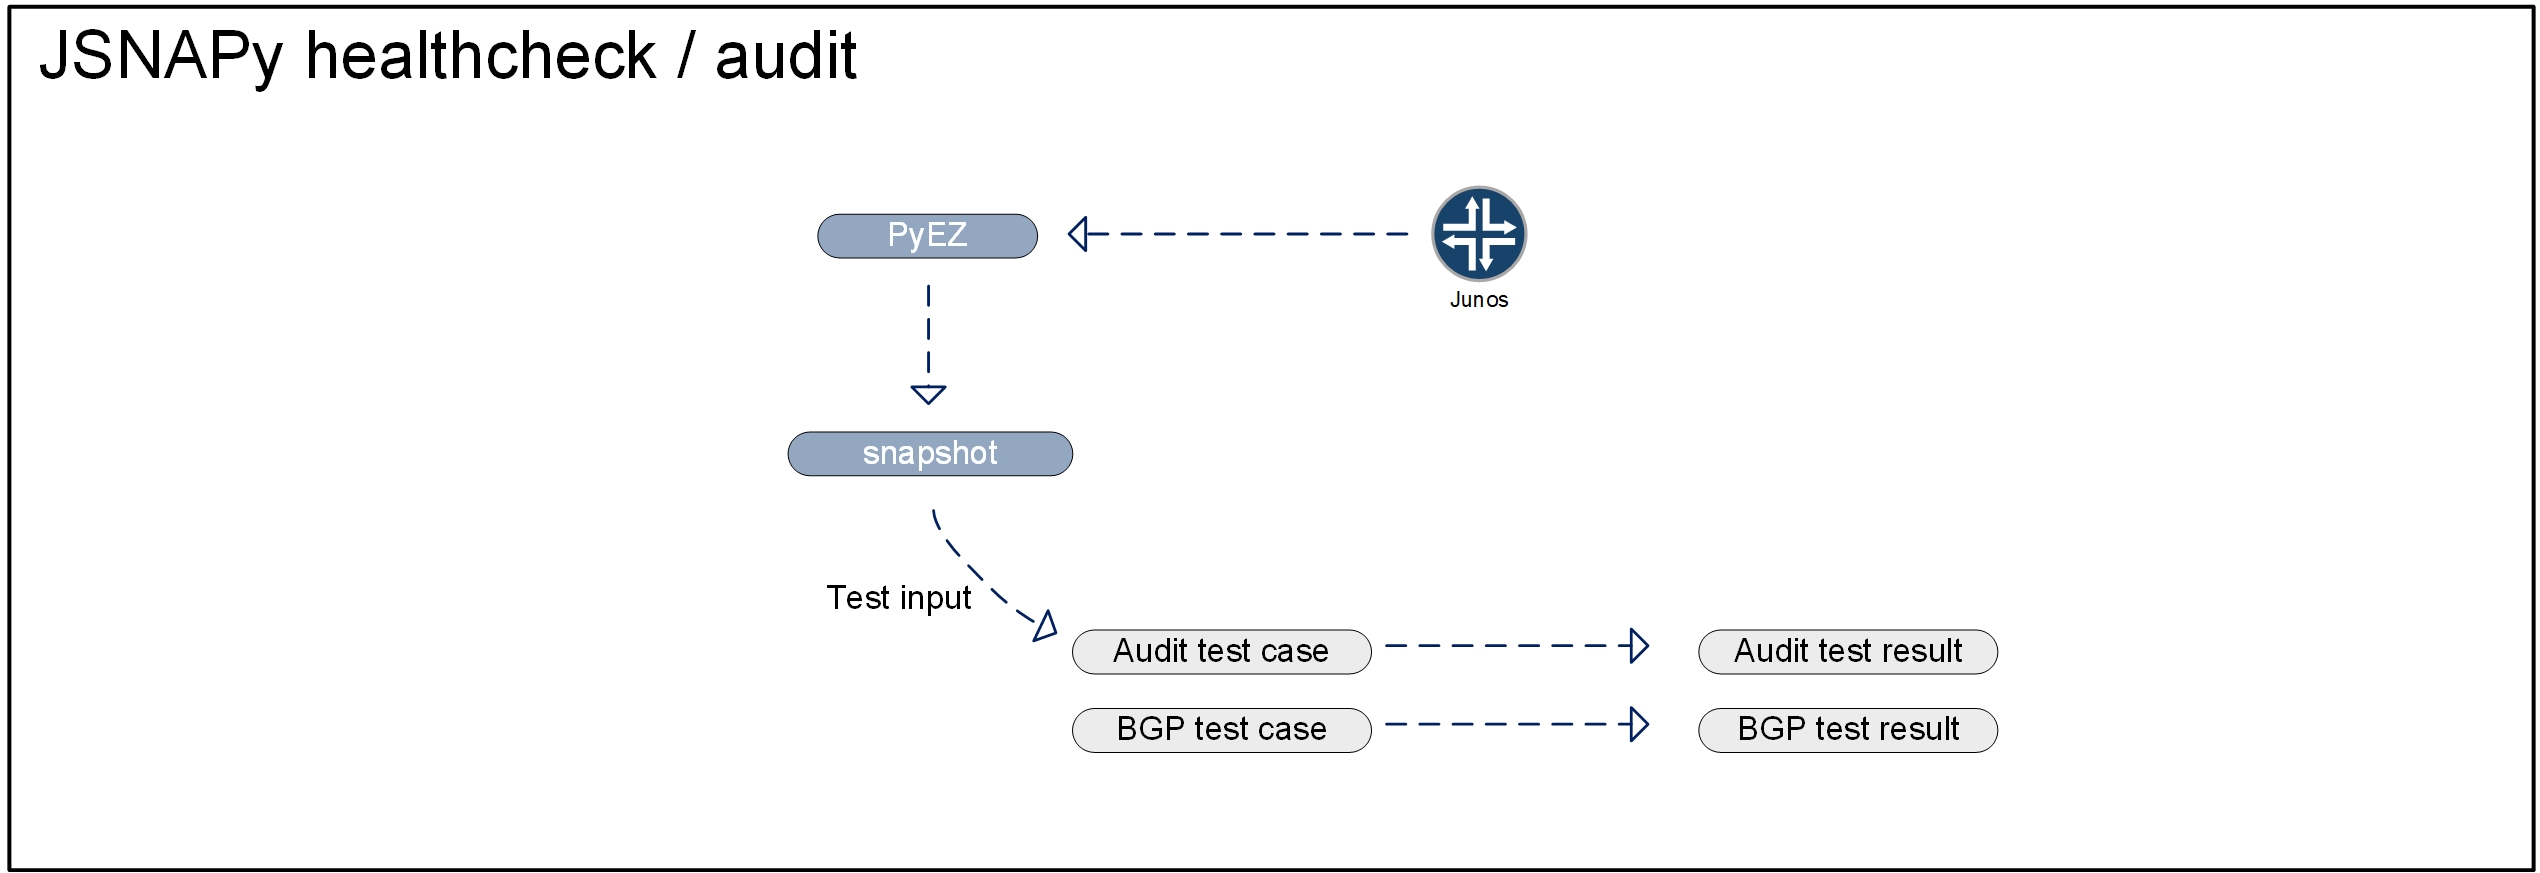 JSNAPy healthcheck / audit
PyEZ
Junos
snapshot
Test input
Audit test case
Audit test result
BGP test case
BGP test result